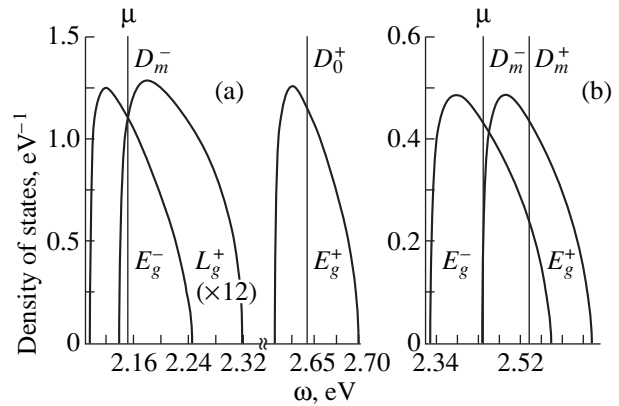 μ μ
1.5 D_m^- D_0^+ 0.6 D_m^- D_m^+
(a) (b)
1.0 0.4
Density of states, eV^{-1}
0.5 0.2
E_g^- L_g^+ E_g^+ E_g^- E_g^+
(×12)
0 0
2.16 2.24 2.32 2.65 2.70 2.34 2.52
ω, eV